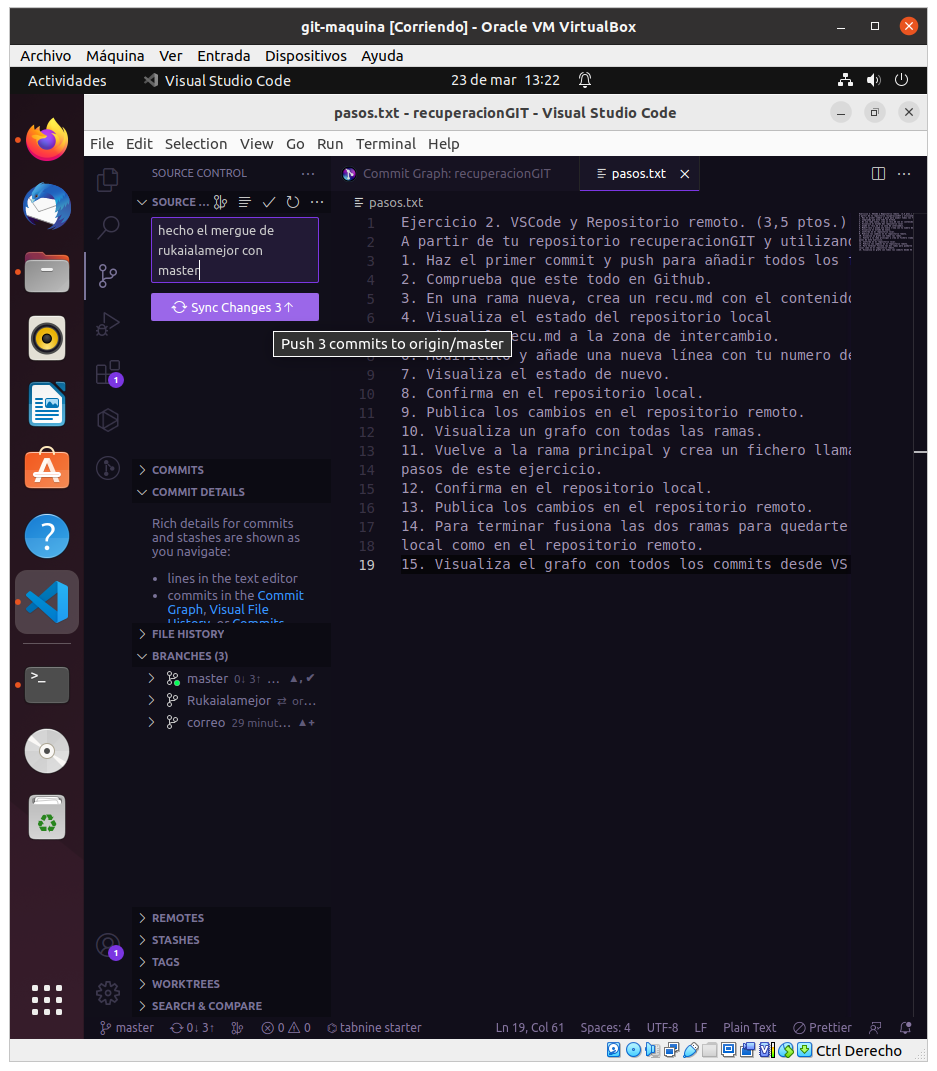 git-maquina [Corriendo] - Oracle VM VirtualBox
Archivo Máquina Ver Entrada Dispositivos Ayuda
Actividades Visual Studio Code 23 de mar 13:22
pasos.txt - recuperacionGIT - Visual Studio Code
File Edit Selection View Go Run Terminal Help
SOURCE CONTROL ···
Commit Graph: recuperacionGIT
pasos.txt
SOURCE ...
pasos.txt
hecho el mergue de
rukaialamejor con
master
Sync Changes 3↑
Push 3 commits to origin/master
1 Ejercicio 2. VSCode y Repositorio remoto. (3,5 ptos.)
2 A partir de tu repositorio recuperacionGIT y utilizand
3 1. Haz el primer commit y push para añadir todos los
4 2. Comprueba que este todo en Github.
5 3. En una rama nueva, crea un recu.md con el contenido
6 4. Visualiza el estado del repositorio local
ecu.md a la zona de intercambio.
y añade una nueva línea con tu numero de
9 7. Visualiza el estado de nuevo.
10 8. Confirma en el repositorio local.
11 9. Publica los cambios en el repositorio remoto.
12 10. Visualiza un grafo con todas las ramas.
13 11. Vuelve a la rama principal y crea un fichero llama
14 pasos de este ejercicio.
15 12. Confirma en el repositorio local.
16 13. Publica los cambios en el repositorio remoto.
17 14. Para terminar fusiona las dos ramas para quedarte
18 local como en el repositorio remoto.
19 15. Visualiza el grafo con todos los commits desde VS
1
COMMITS
COMMIT DETAILS
Rich details for commits
and stashes are shown as
you navigate:
• lines in the text editor
• commits in the Commit
Graph, Visual File
History, or Commits
FILE HISTORY
BRANCHES (3)
master 0↓ 3↑ ...
Rukaialamejor ⇄ or...
correo 29 minut...
REMOTES
STASHES
1
TAGS
WORKTREES
SEARCH & COMPARE
master 0↓ 3↑ 0 0 tabnine starter Ln 19, Col 61 Spaces: 4 UTF-8 LF Plain Text Prettier
Ctrl Derecho